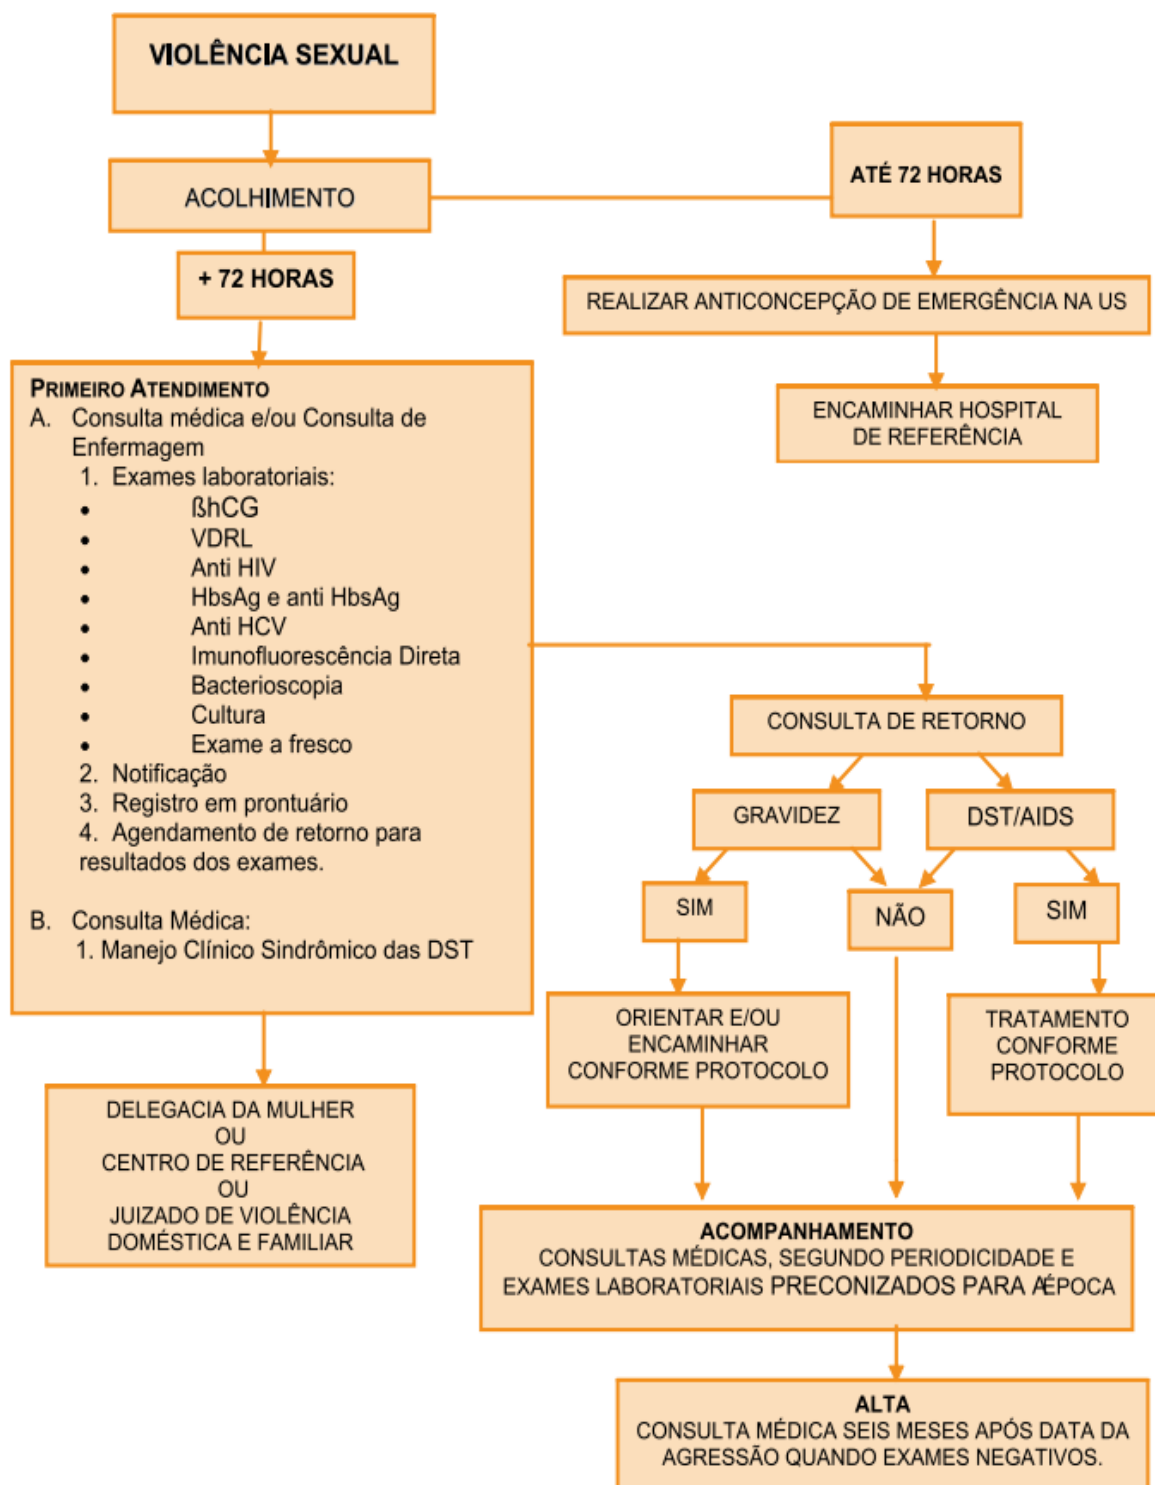 VIOLÊNCIA SEXUAL
ACOLHIMENTO
ATÉ 72 HORAS
+ 72 HORAS
REALIZAR ANTICONCEPÇÃO DE EMERGÊNCIA NA US
ENCAMINHAR HOSPITAL
DE REFERÊNCIA
PRIMEIRO ATENDIMENTO
A. Consulta médica e/ou Consulta de
Enfermagem
1. Exames laboratoriais:
• ßhCG
• VDRL
• Anti HIV
• HbsAg e anti HbsAg
• Anti HCV
• Imunofluorescência Direta
• Bacterioscopia
• Cultura
• Exame a fresco
2. Notificação
3. Registro em prontuário
4. Agendamento de retorno para
resultados dos exames.
B. Consulta Médica:
1. Manejo Clínico Sindrômico das DST
DELEGACIA DA MULHER
OU
CENTRO DE REFERÊNCIA
OU
JUIZADO DE VIOLÊNCIA
DOMÉSTICA E FAMILIAR
CONSULTA DE RETORNO
GRAVIDEZ
DST/AIDS
SIM
NÃO
SIM
ORIENTAR E/OU
ENCAMINHAR
CONFORME PROTOCOLO
TRATAMENTO
CONFORME
PROTOCOLO
ACOMPANHAMENTO
CONSULTAS MÉDICAS, SEGUNDO PERIODICIDADE E
EXAMES LABORATORIAIS PRECONIZADOS PARA A ÉPOCA
ALTA
CONSULTA MÉDICA SEIS MESES APÓS DATA DA
AGRESSÃO QUANDO EXAMES NEGATIVOS.